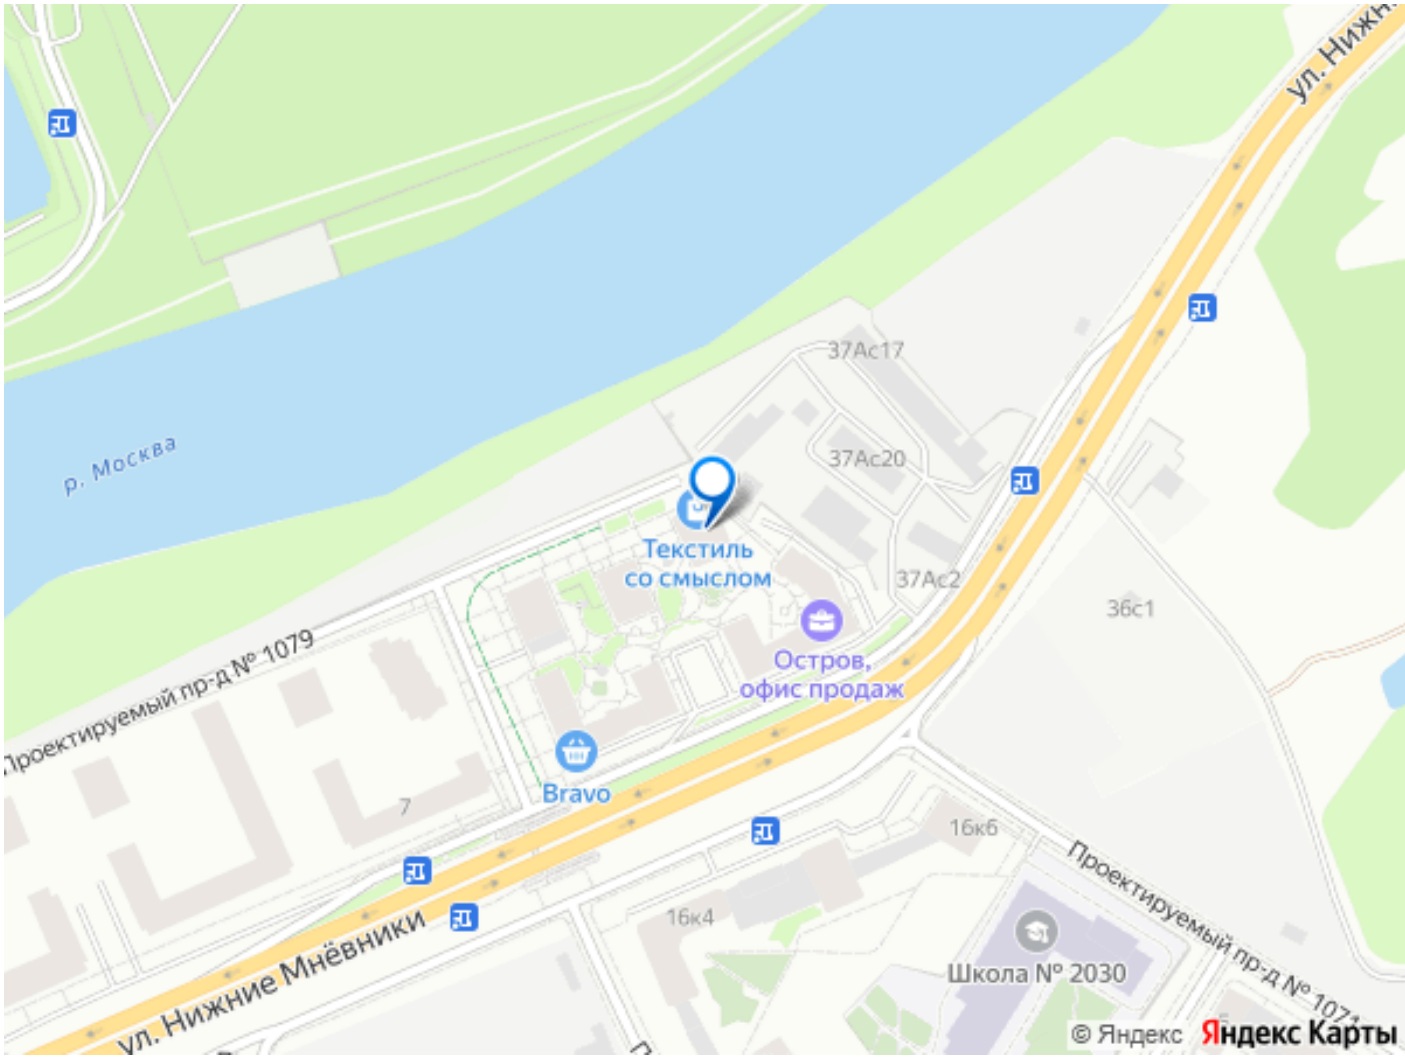 ул. Нижн
37Ас17
р. Москва
37Ас20
Текстиль
со смыслом
37Ас2
36с1
Проектируемый пр-д № 1079
Остров,
офис продаж
Bravo
7
16к6
Проектируемый пр-д № 1071
16к4
ул. Нижние Мнёвники
Школа № 2030
© Яндекс Яндекс Карты